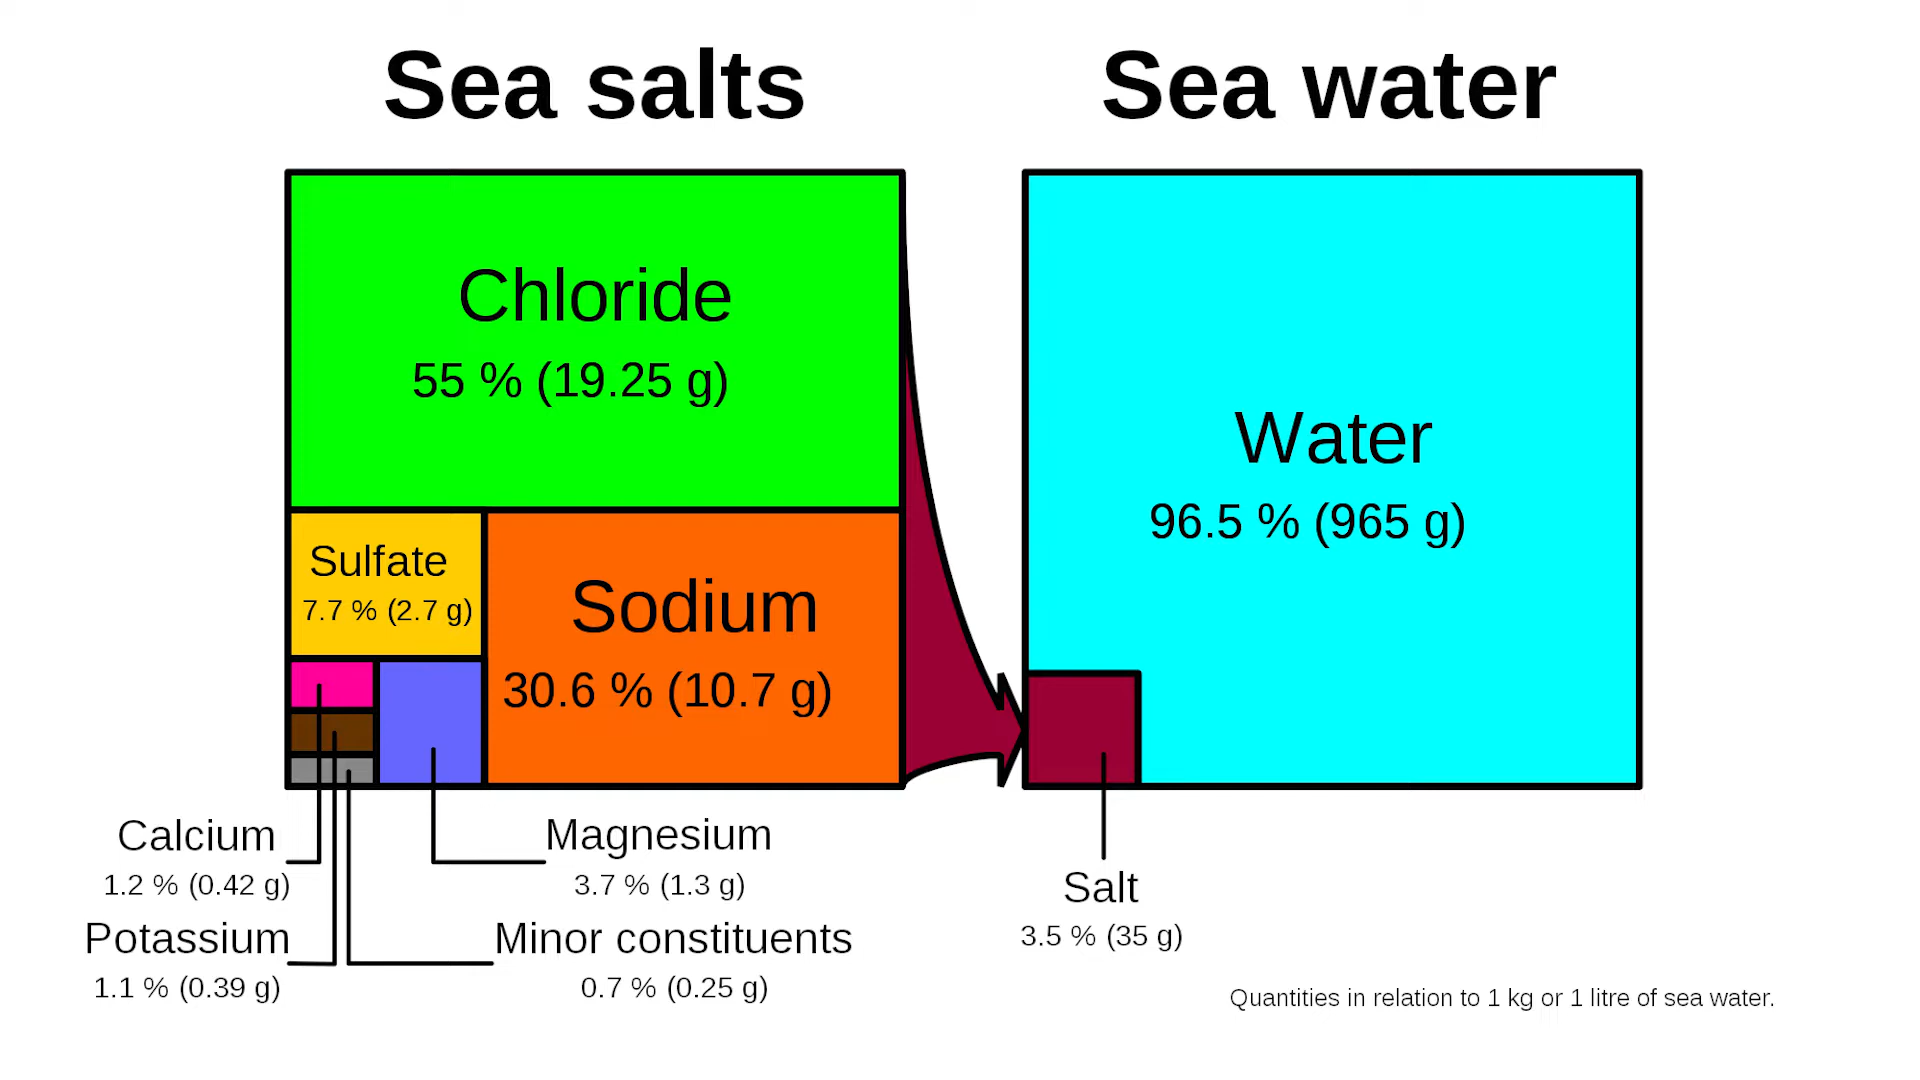 Sea salts
Sea water
Chloride
55 % (19.25 g)
Sulfate
7.7 % (2.7 g)
Sodium
30.6 % (10.7 g)
Water
96.5 % (965 g)
Calcium
1.2 % (0.42 g)
Magnesium
3.7 % (1.3 g)
Potassium
1.1 % (0.39 g)
Minor constituents
0.7 % (0.25 g)
Salt
3.5 % (35 g)
Quantities in relation to 1 kg or 1 litre of sea water.